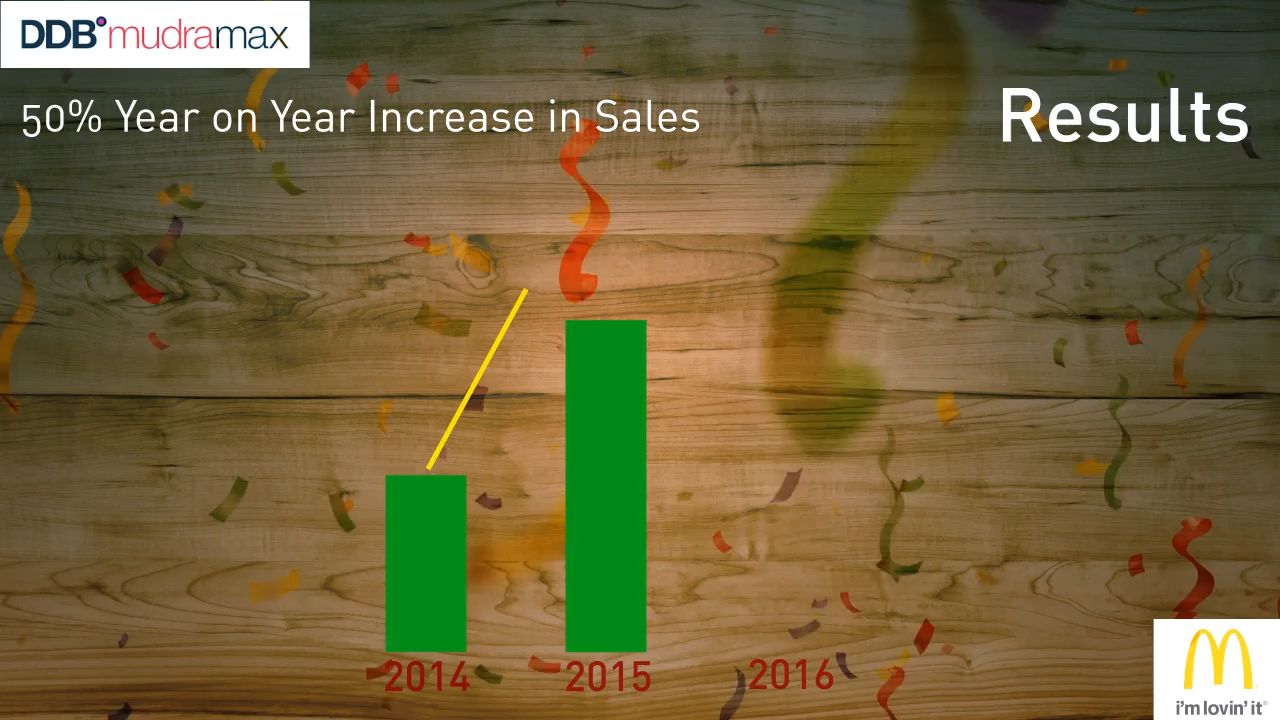 DDB mudramax
50% Year on Year Increase in Sales
Results
2014
2015
2016
i'm lovin' it